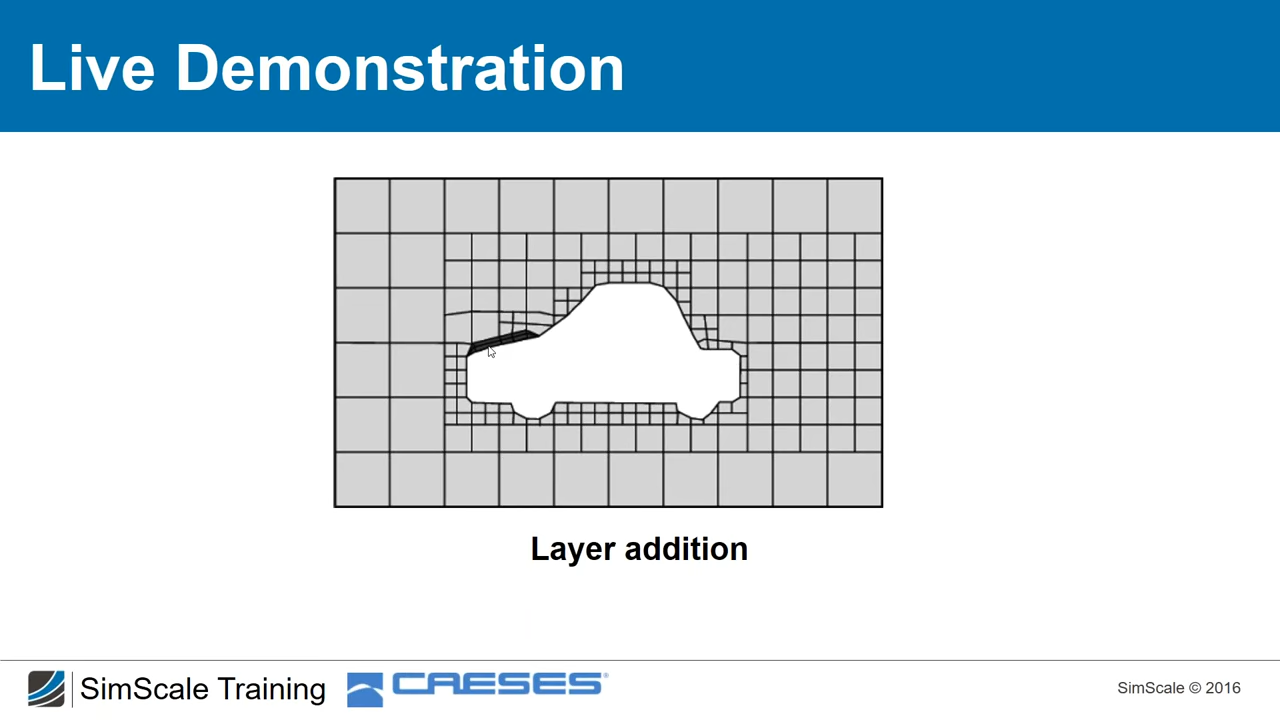 Live Demonstration
Layer addition
SimScale Training
CAESES®
SimScale © 2016